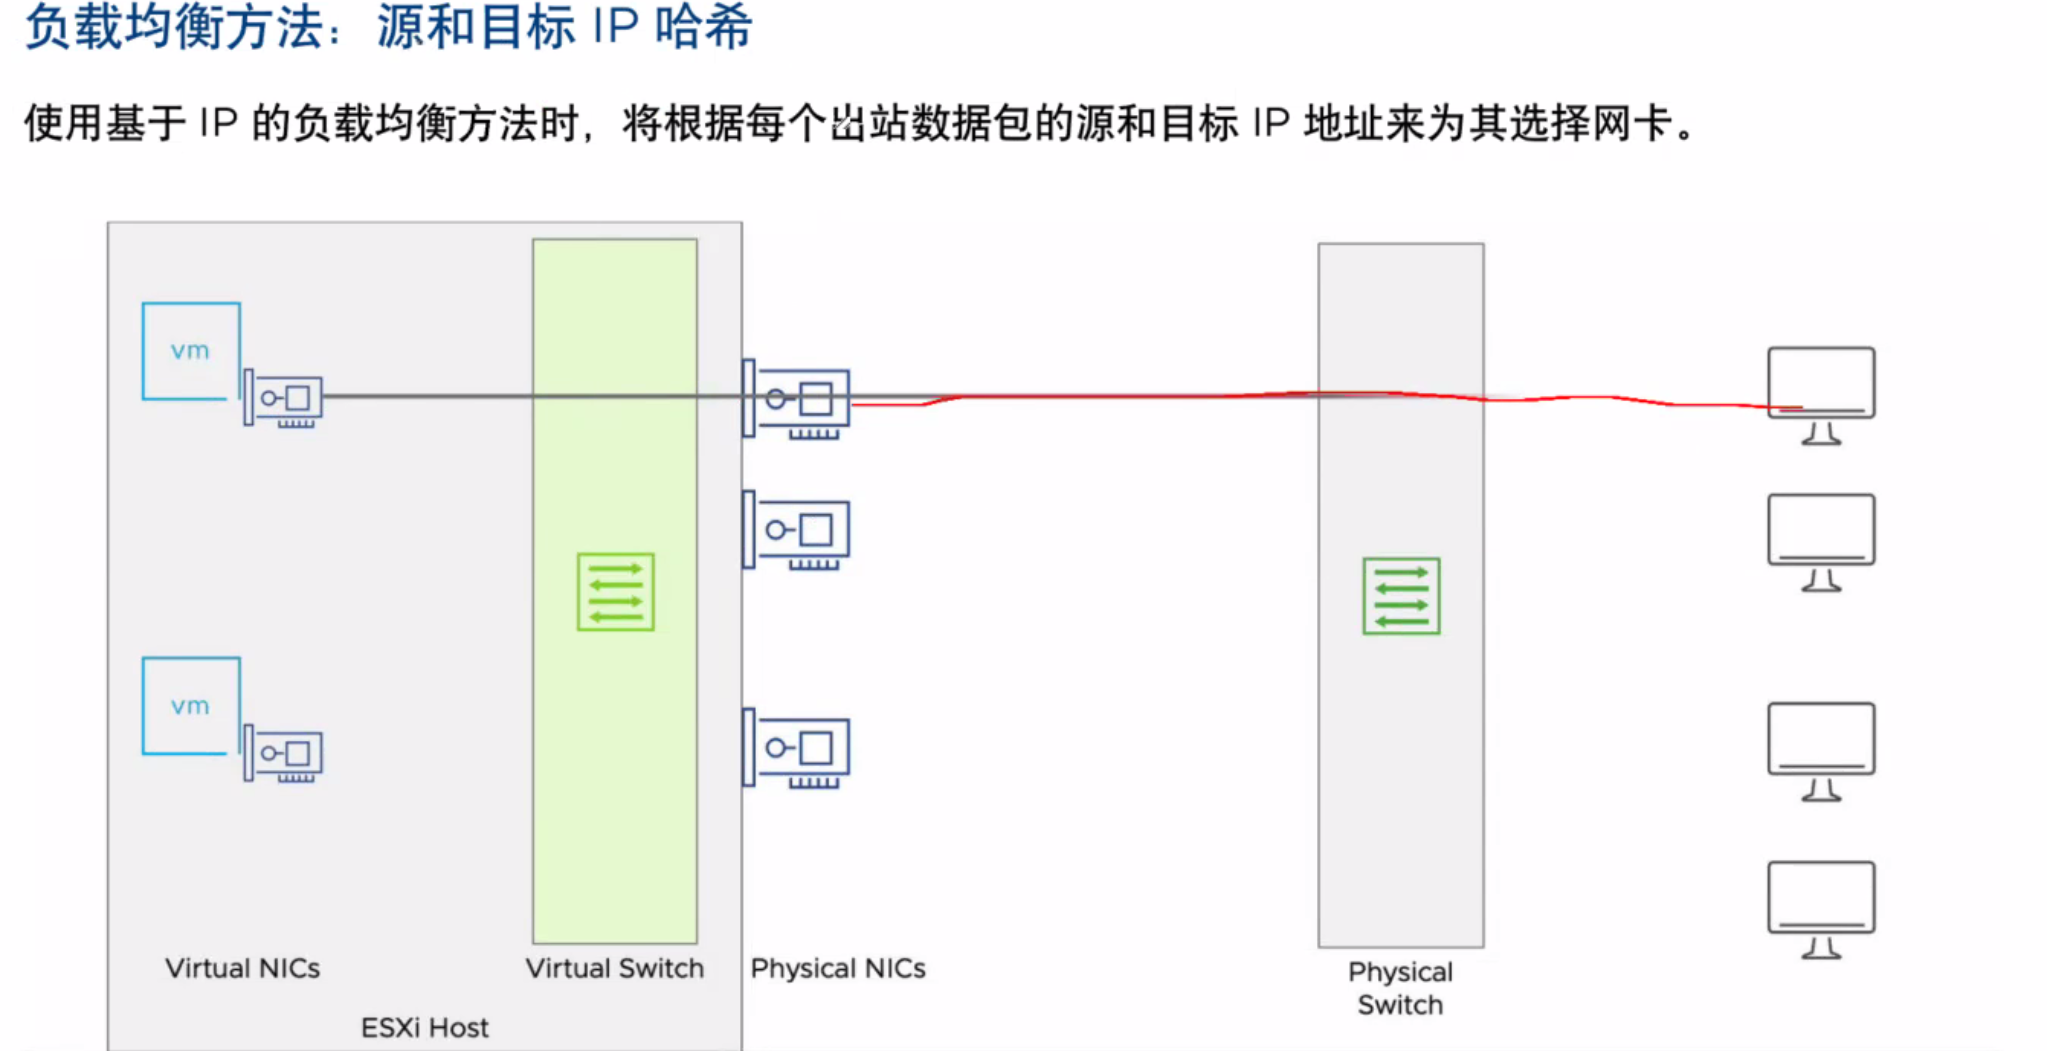 负载均衡方法：源和目标 IP 哈希
使用基于 IP 的负载均衡方法时，将根据每个出站数据包的源和目标 IP 地址来为其选择网卡。
vm
vm
Virtual NICs
Virtual Switch
Physical NICs
Physical
Switch
ESXi Host